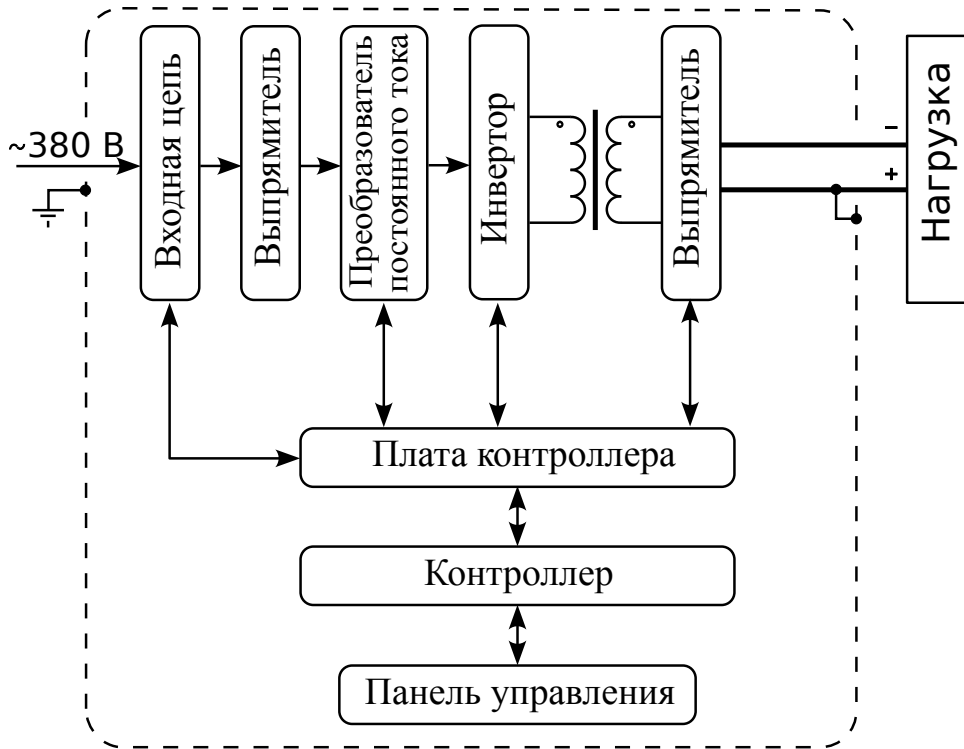 ~380 В
Входная цепь
Выпрямитель
Преобразователь
постоянного тока
Инвертор
Выпрямитель
–
+
Нагрузка
Плата контроллера
Контроллер
Панель управления